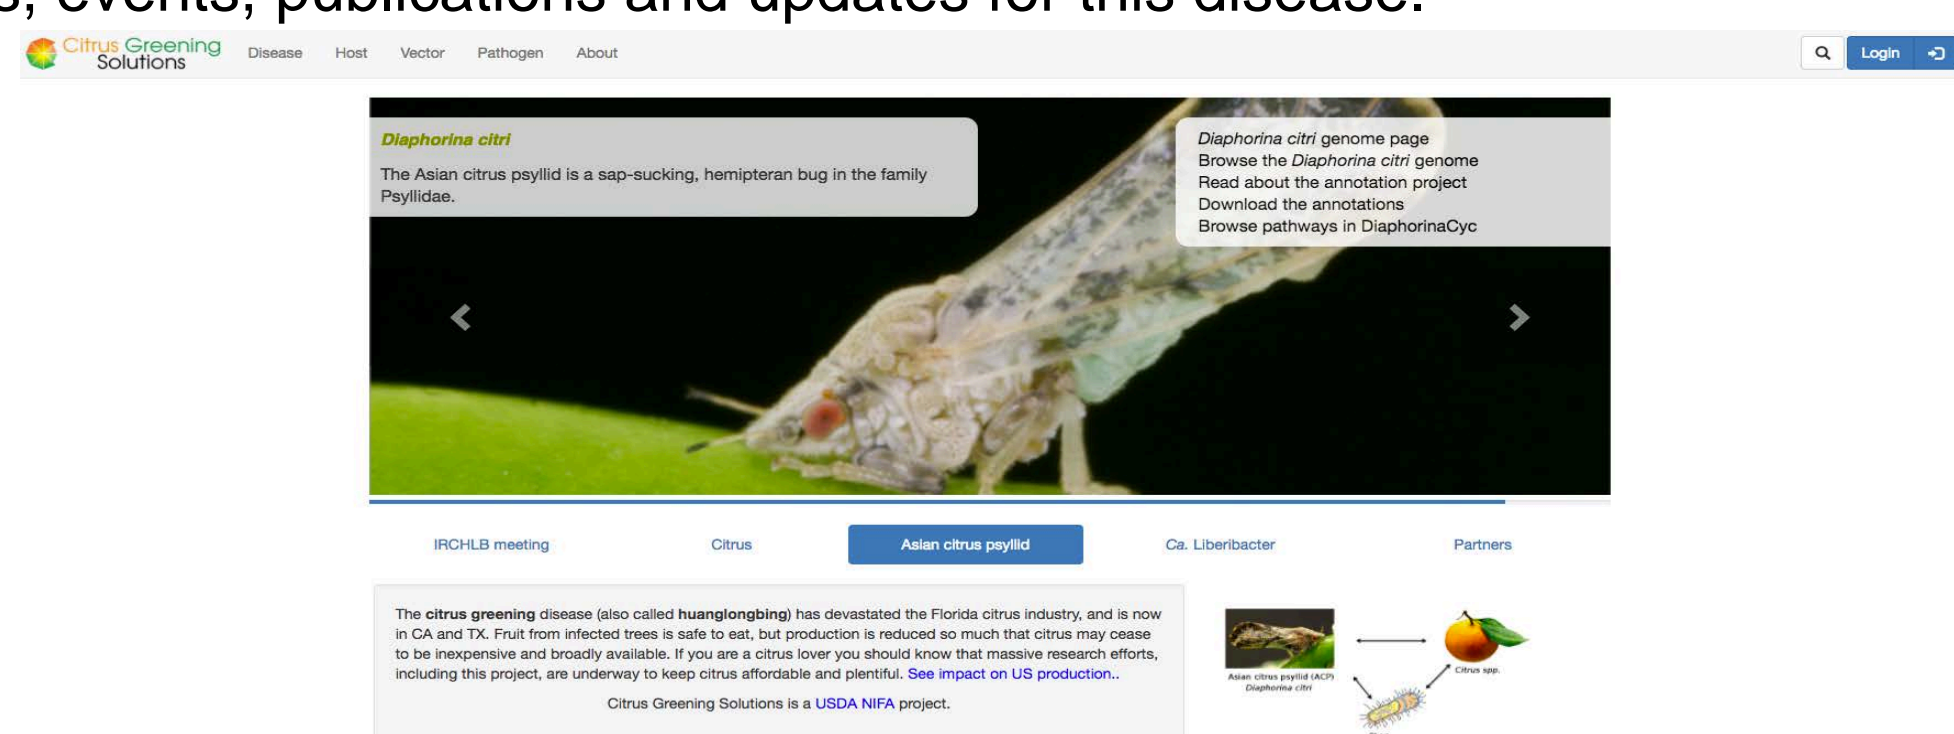 s, events, publications and updates for this disease.
Citrus Greening
Solutions
Disease Host Vector Pathogen About
Login
Diaphorina citri
The Asian citrus psyllid is a sap-sucking, hemipteran bug in the family
Psyllidae.
Diaphorina citri genome page
Browse the Diaphorina citri genome
Read about the annotation project
Download the annotations
Browse pathways in DiaphorinaCyc
IRCHLB meeting Citrus Asian citrus psyllid Ca. Liberibacter Partners
The citrus greening disease (also called huanglongbing) has devastated the Florida citrus industry, and is now
in CA and TX. Fruit from infected trees is safe to eat, but production is reduced so much that citrus may cease
to be inexpensive and broadly available. If you are a citrus lover you should know that massive research efforts,
including this project, are underway to keep citrus affordable and plentiful. See impact on US production..
Citrus Greening Solutions is a USDA NIFA project.
Asian citrus psyllid (ACP)
Diaphorina citri
Citrus spp.